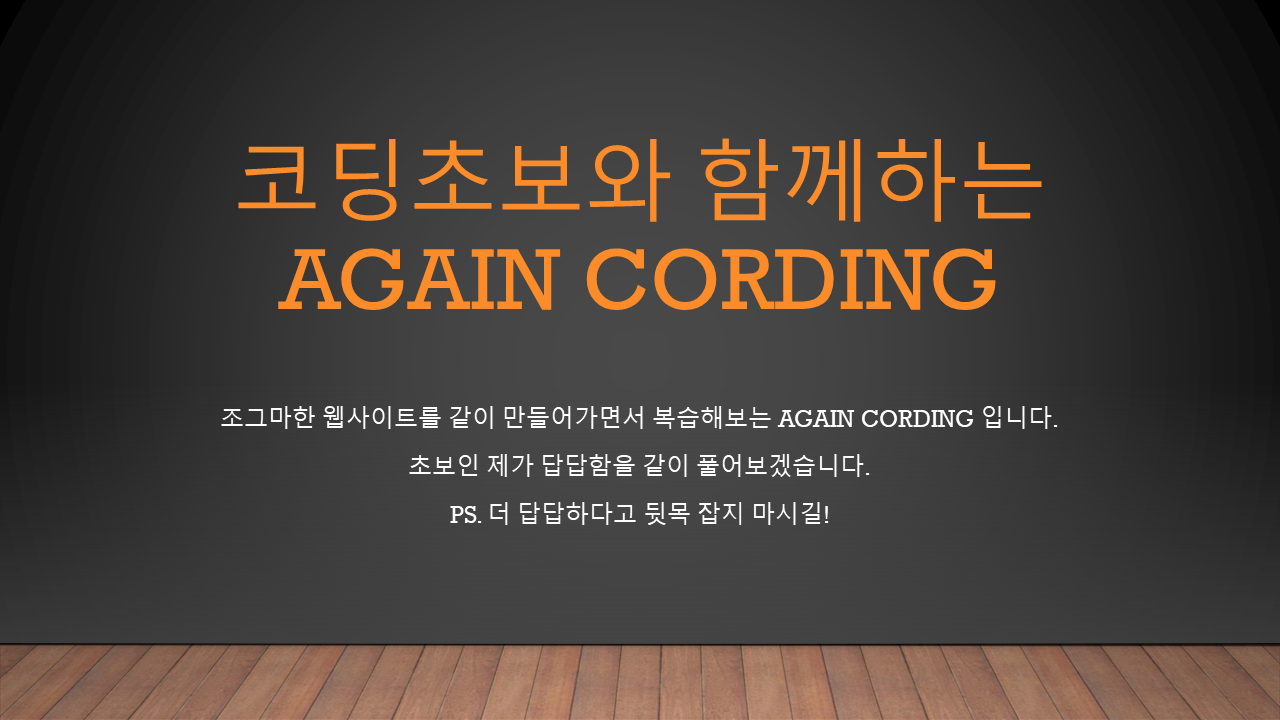 코딩초보와 함께하는
AGAIN CORDING
조그마한 웹사이트를 같이 만들어가면서 복습해보는 AGAIN CORDING 입니다.
초보인 제가 답답함을 같이 풀어보겠습니다.
PS. 더 답답하다고 뒷목 잡지 마시길!